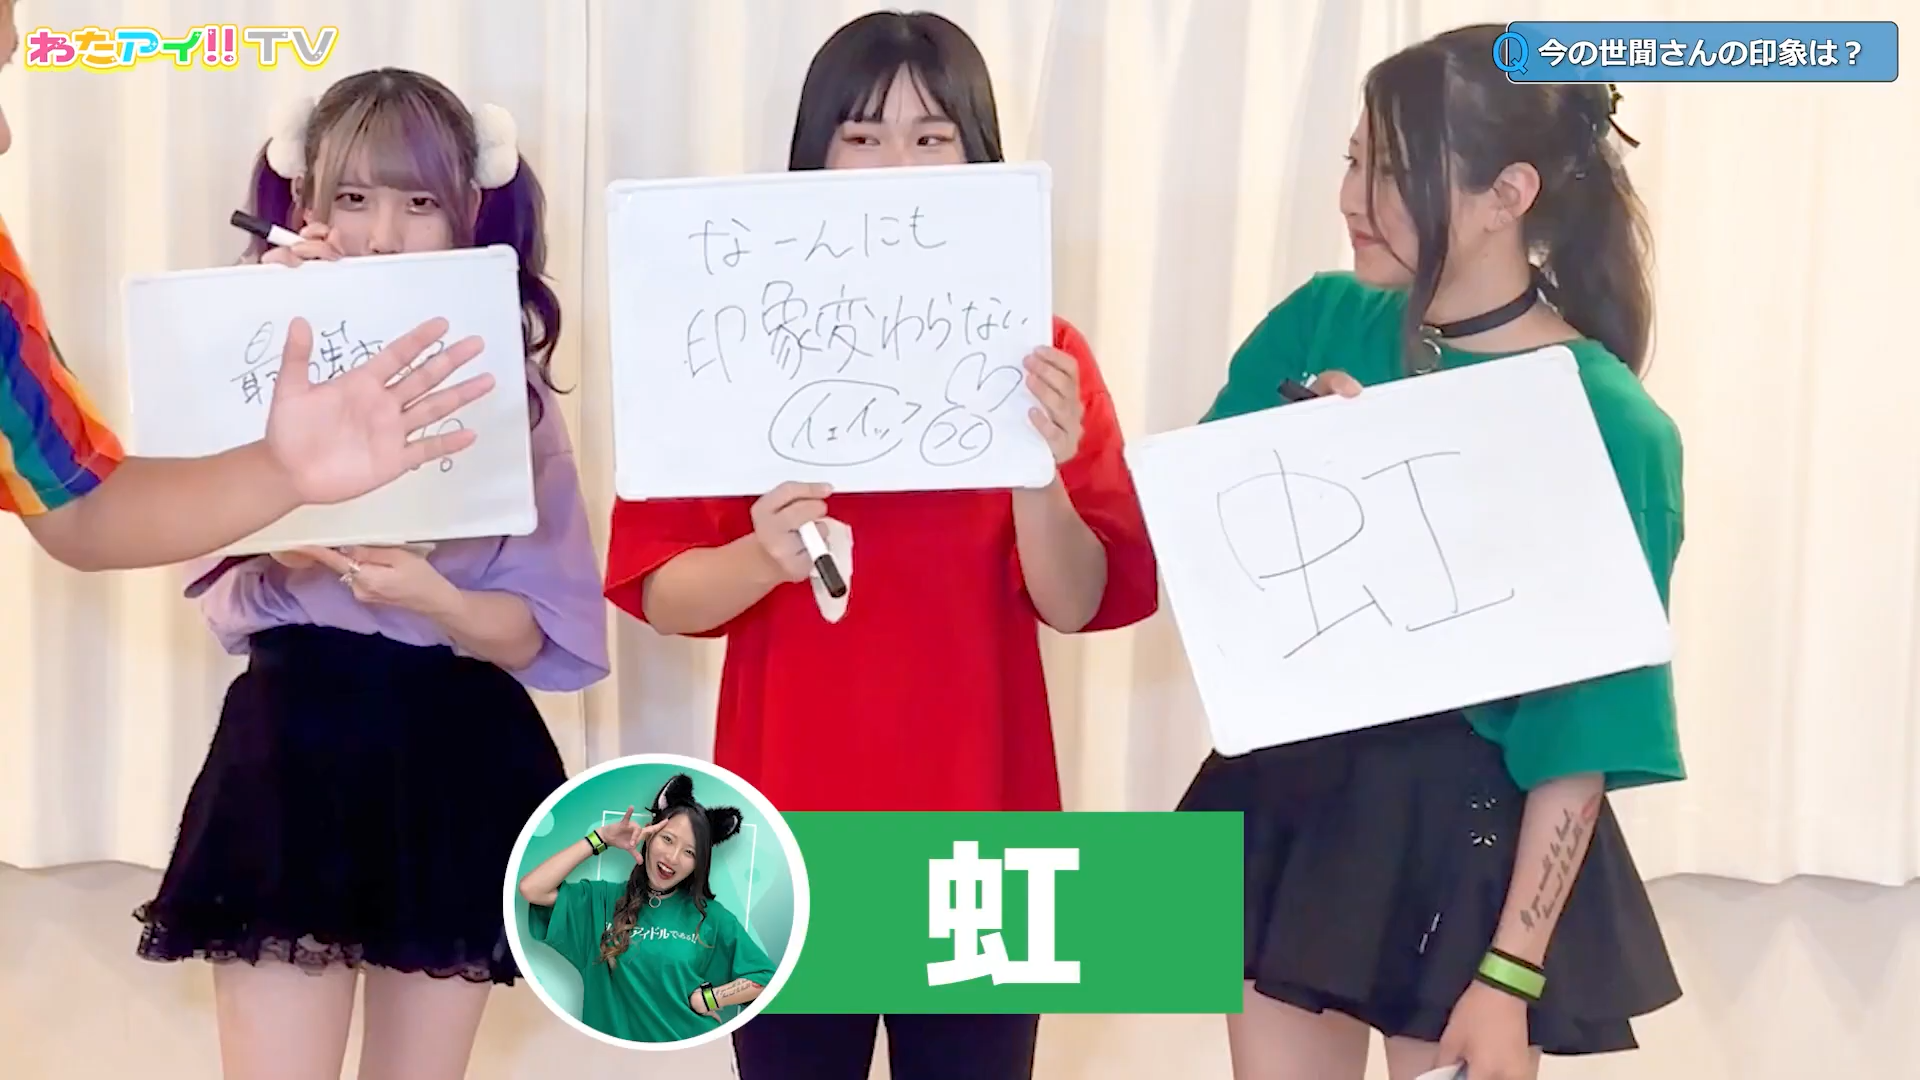 わたアイ!!TV
Q 今の世間さんの印象は？
なーんにも
印象変わらない
イェイッ
虹
虹
アイドルである!!